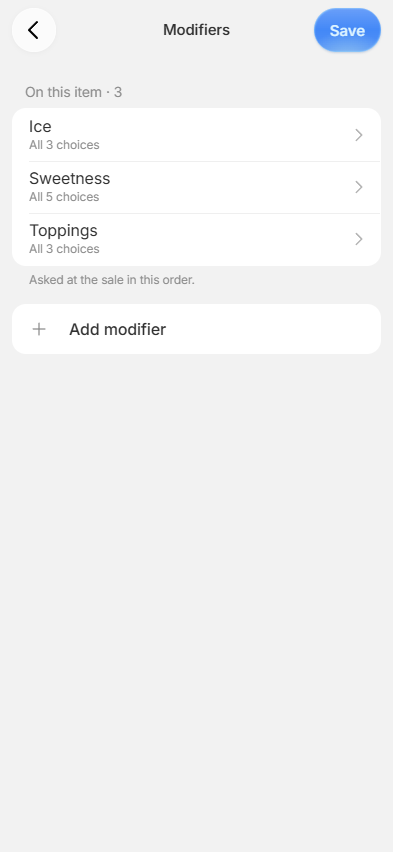 Modifiers
Save
On this item · 3
Ice
All 3 choices
Sweetness
All 5 choices
Toppings
All 3 choices
Asked at the sale in this order.
Add modifier